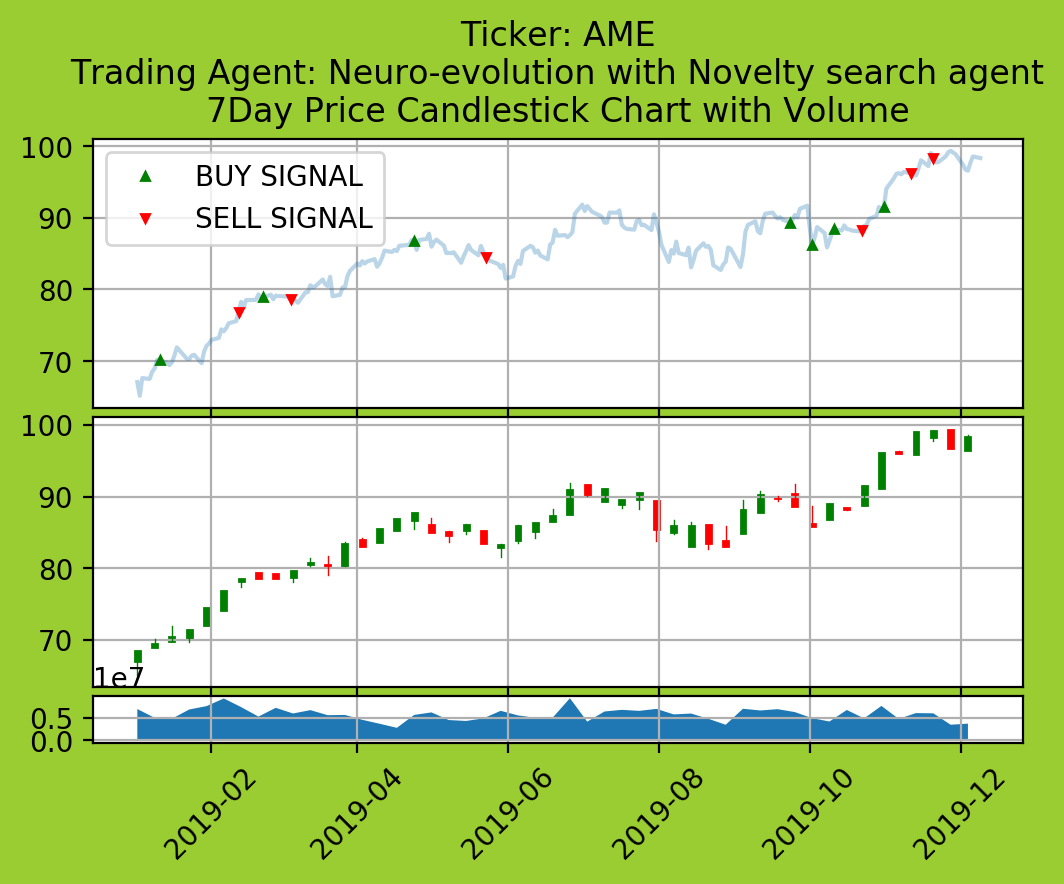 Ticker: AME
Trading Agent: Neuro-evolution with Novelty search agent
7Day Price Candlestick Chart with Volume
100
90
80
70
BUY SIGNAL
SELL SIGNAL
100
90
80
70
1e7
0.5
0.0
2019-02
2019-04
2019-06
2019-08
2019-10
2019-12